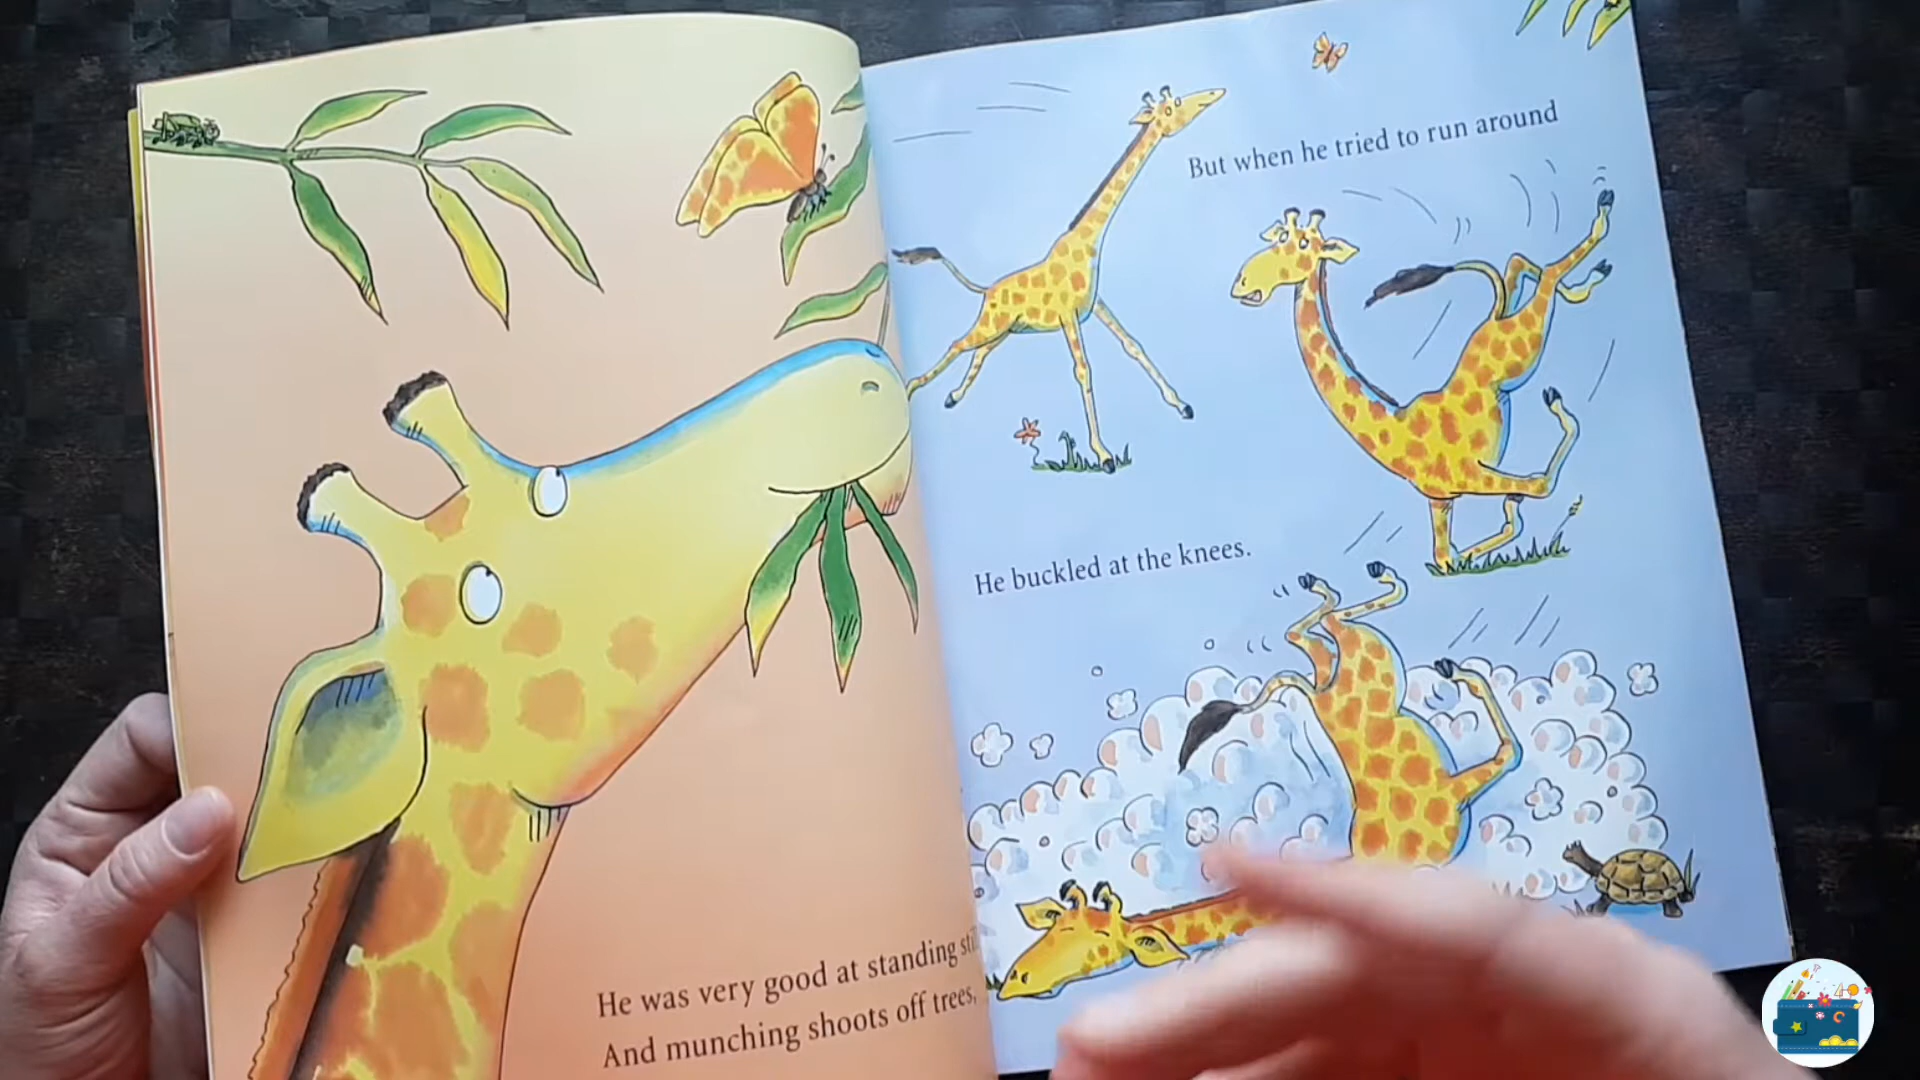 He was very good at standing
And munching shoots off trees,
But when he tried to run around
He buckled at the knees.